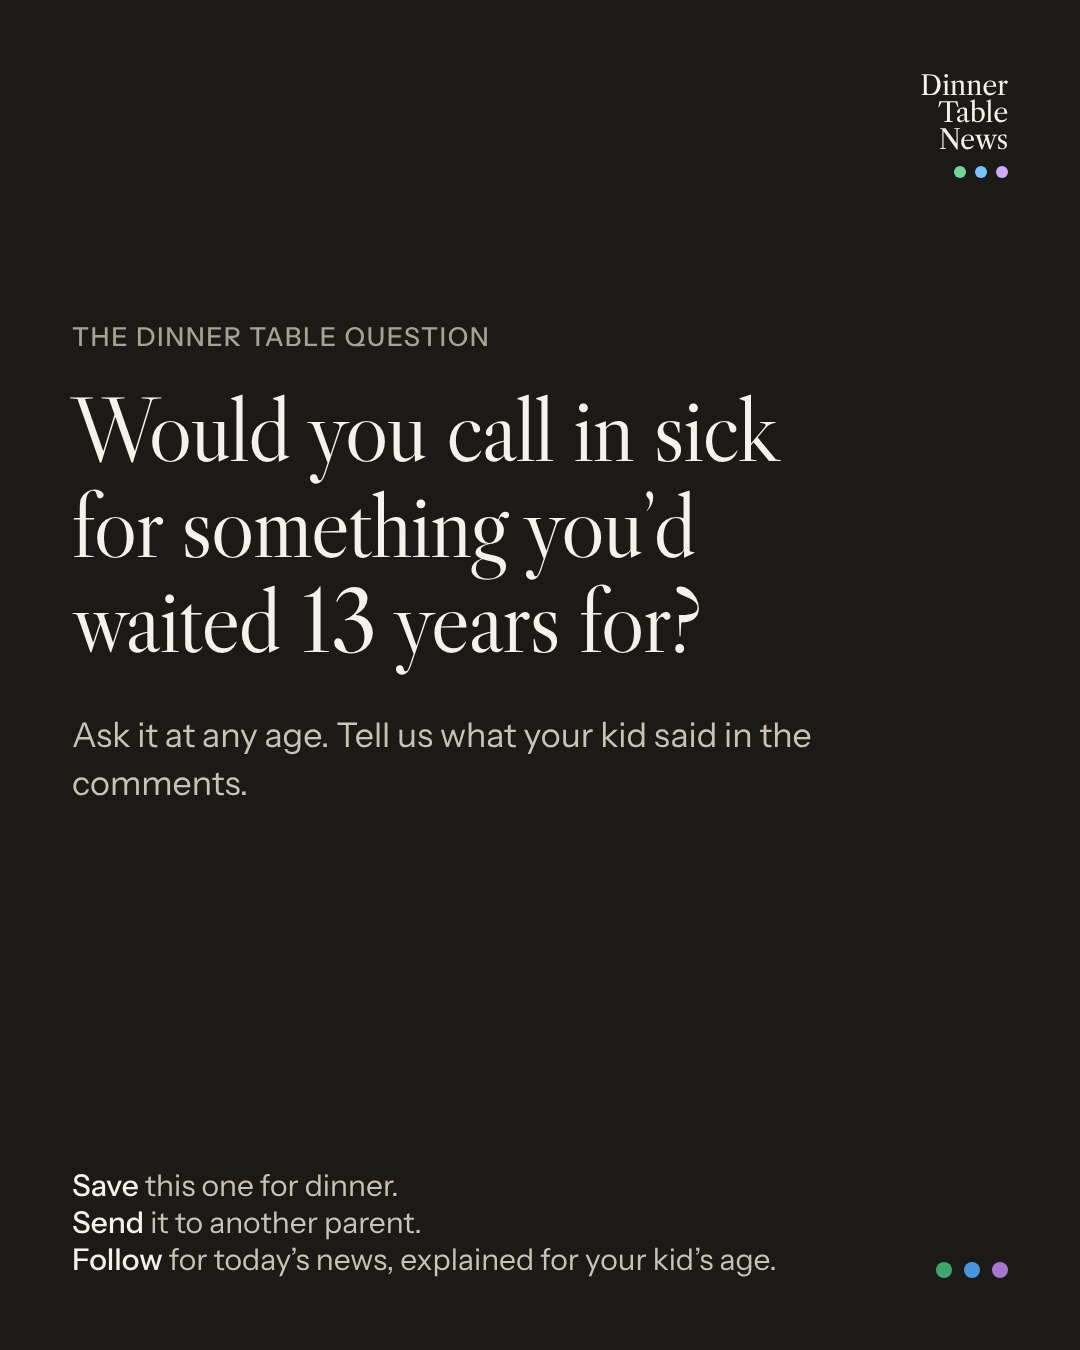 Dinner
Table
News
THE DINNER TABLE QUESTION
Would you call in sick
for something you’d
waited 13 years for?
Ask it at any age. Tell us what your kid said in the
comments.
Save this one for dinner.
Send it to another parent.
Follow for today’s news, explained for your kid’s age.